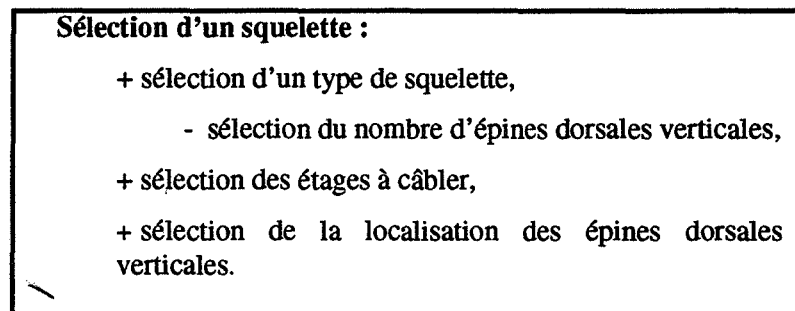 Sélection d'un squelette :
+ sélection d'un type de squelette,
- sélection du nombre d'épines dorsales verticales,
+ sélection des étages à câbler,
+ sélection de la localisation des épines dorsales
verticales.